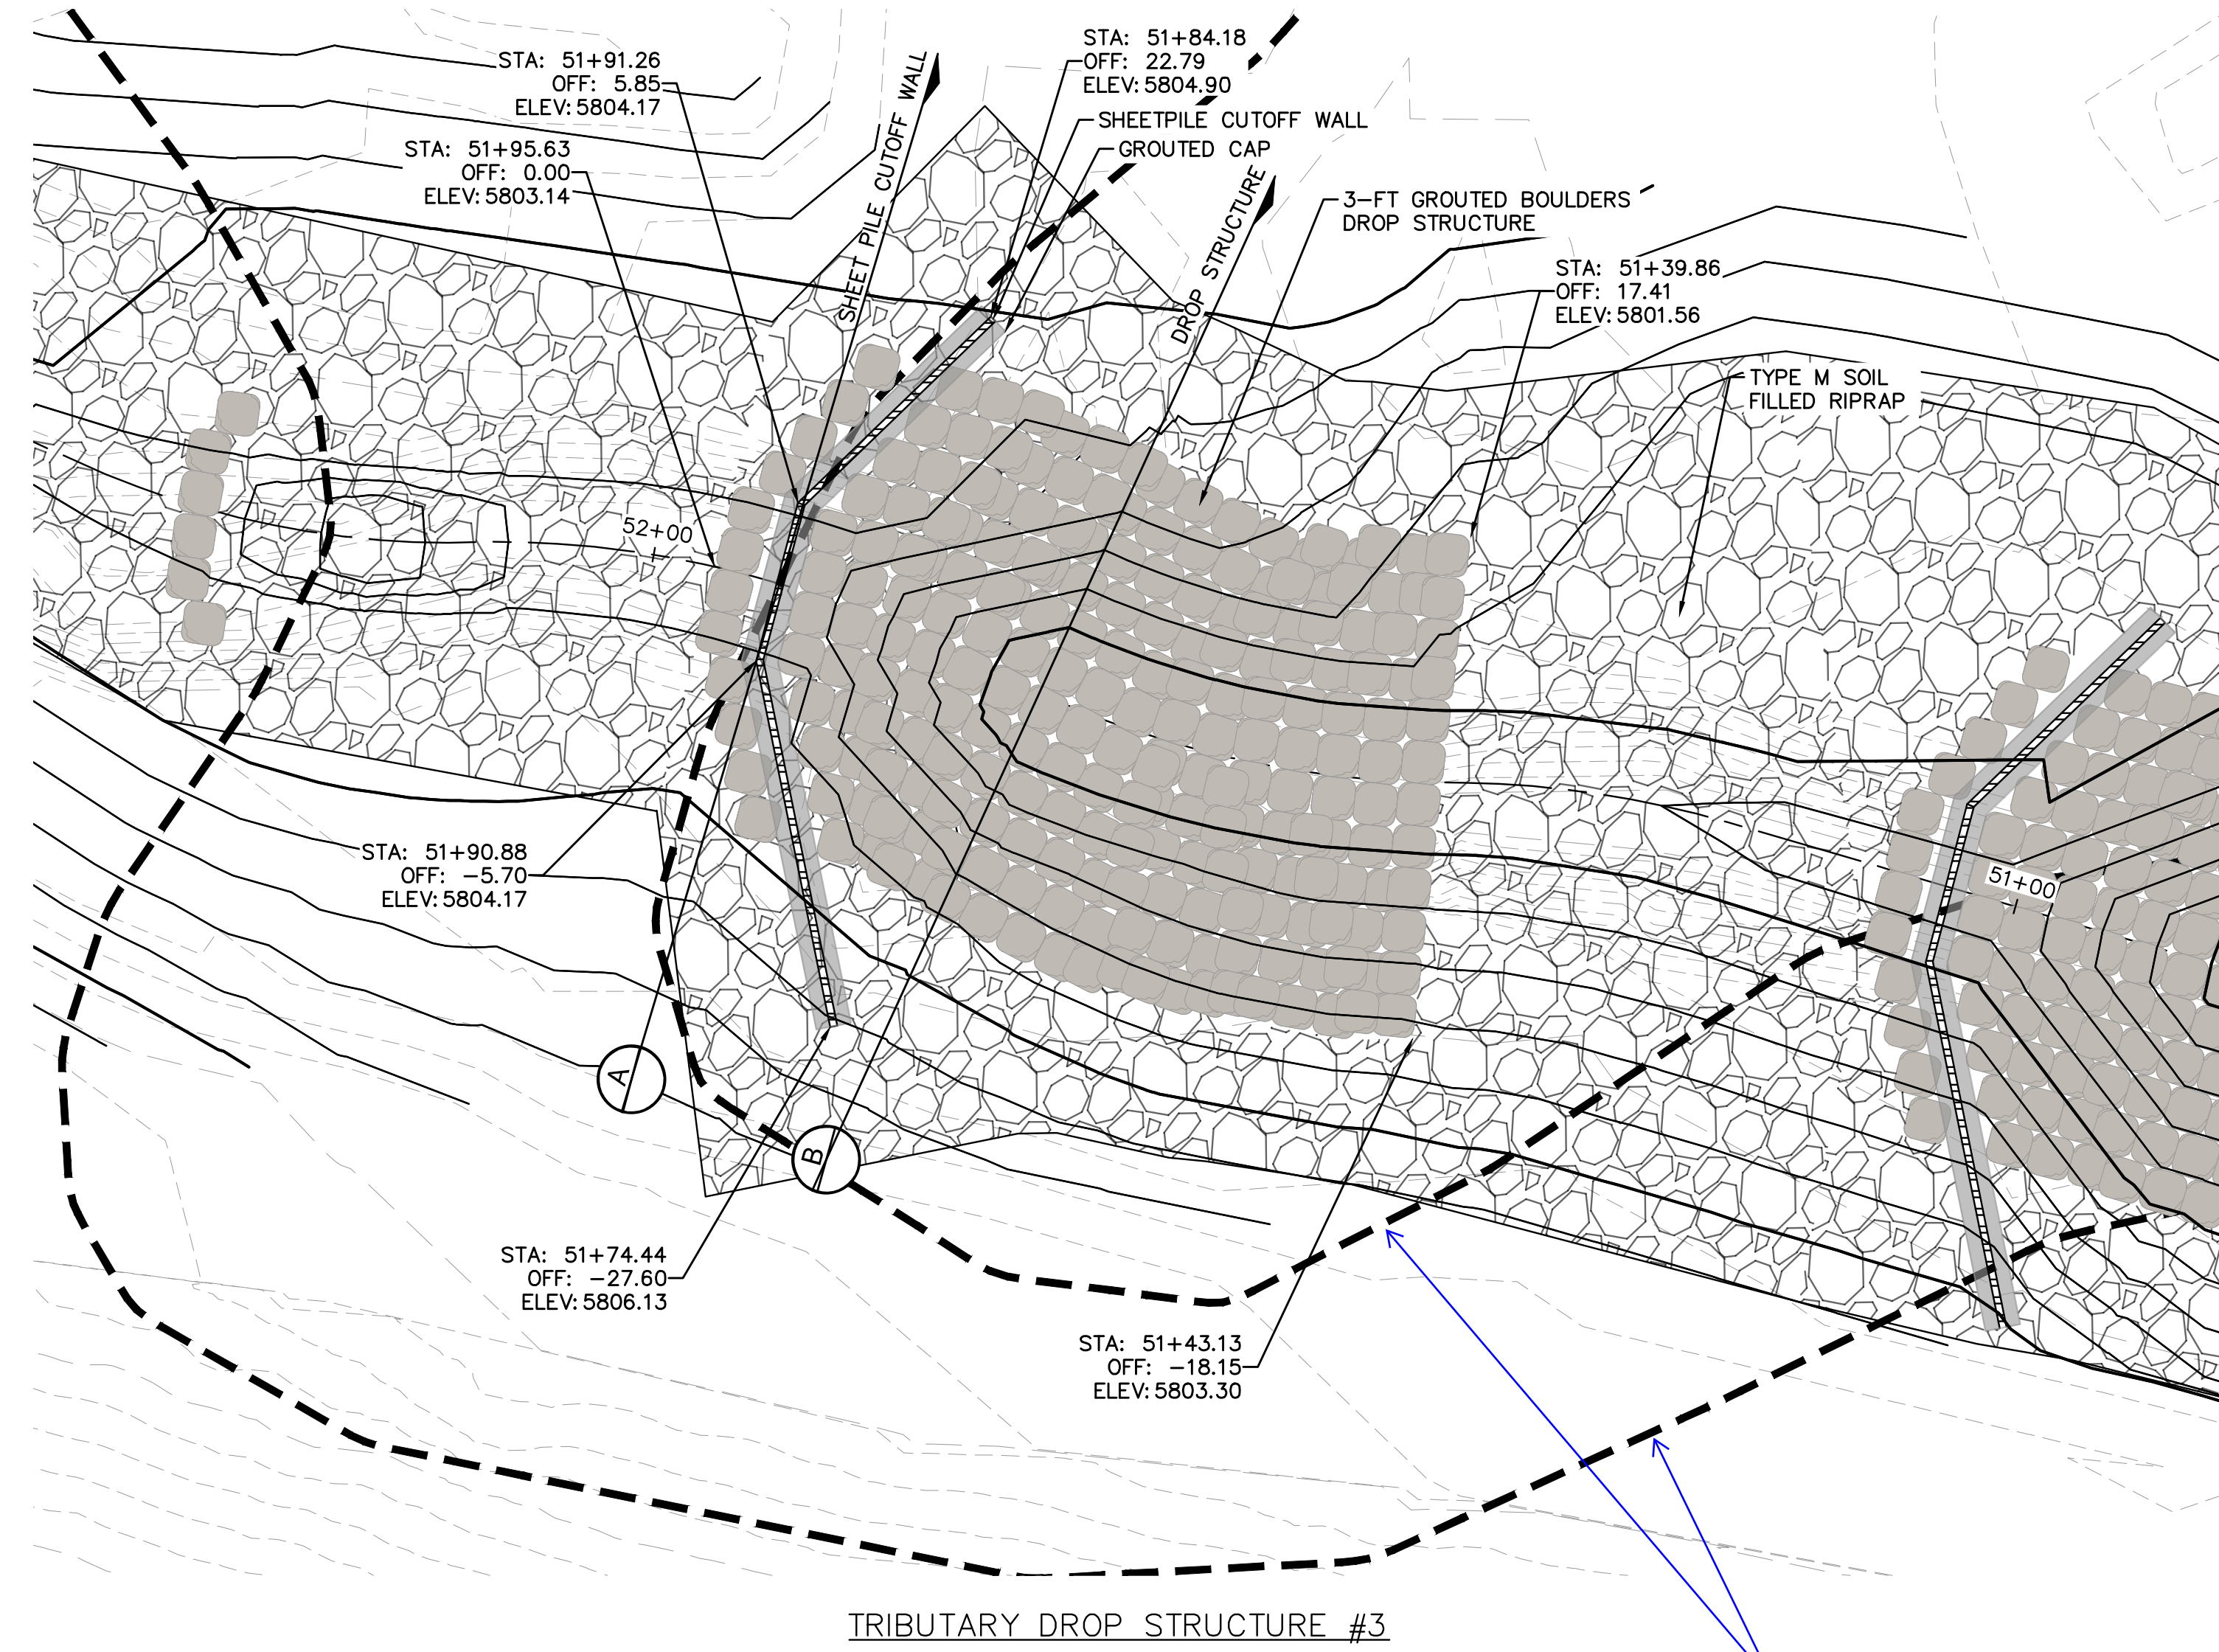 STA: 51+91.26
OFF: 5.85
ELEV: 5804.17
STA: 51+95.63
OFF: 0.00
ELEV: 5803.14
SHEET PILE CUTOFF WALL
STA: 51+84.18
OFF: 22.79
ELEV: 5804.90
SHEETPILE CUTOFF WALL
GROUTED CAP
DROP STRUCTURE
3-FT GROUTED BOULDERS
DROP STRUCTURE
STA: 51+39.86
OFF: 17.41
ELEV: 5801.56
TYPE M SOIL
FILLED RIPRAP
52+00
51+00
STA: 51+90.88
OFF: -5.70
ELEV: 5804.17
A
B
STA: 51+74.44
OFF: -27.60
ELEV: 5806.13
STA: 51+43.13
OFF: -18.15
ELEV: 5803.30
TRIBUTARY DROP STRUCTURE #3